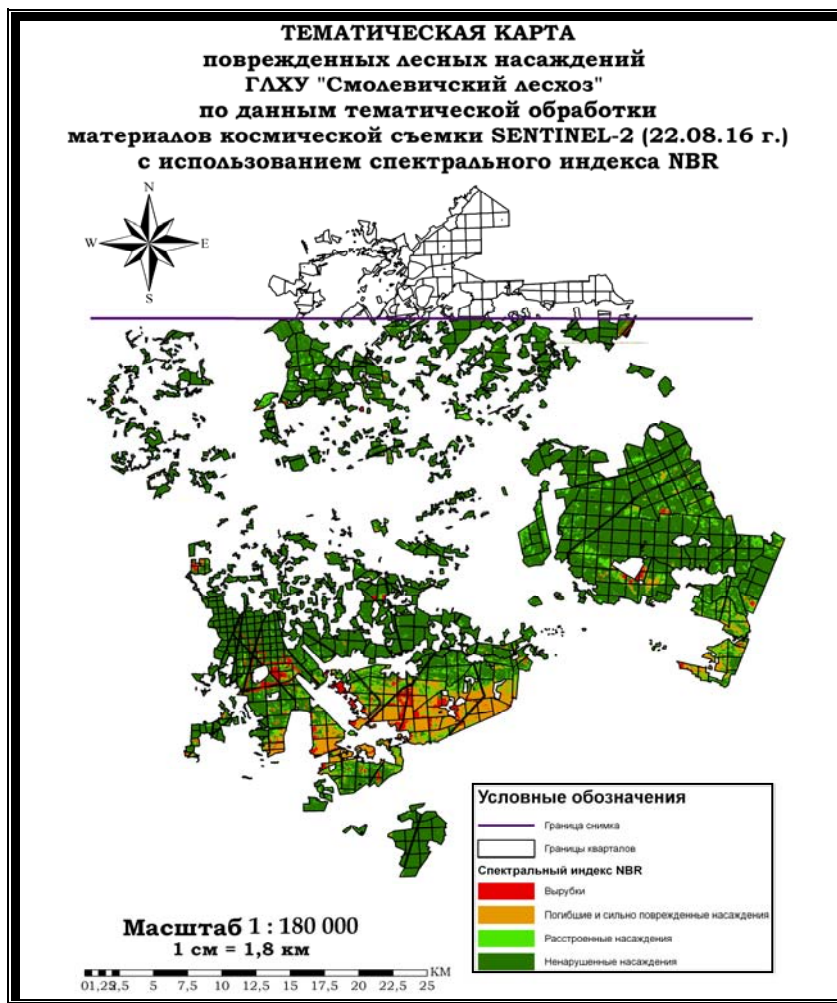 ТЕМАТИЧЕСКАЯ КАРТА
поврежденных лесных насаждений
ГЛХУ "Смолевичский лесхоз"
по данным тематической обработки
материалов космической съемки SENTINEL-2 (22.08.16 г.)
с использованием спектрального индекса NBR
N
W
E
S
Условные обозначения
Граница снимка
Границы кварталов
Спектральный индекс NBR
Вырубки
Погибшие и сильно поврежденные насаждения
Расстроенные насаждения
Ненарушенные насаждения
Масштаб 1 : 180 000
1 см = 1,8 км
КМ
01,252,5 5 7,5 10 12,5 15 17,5 20 22,5 25